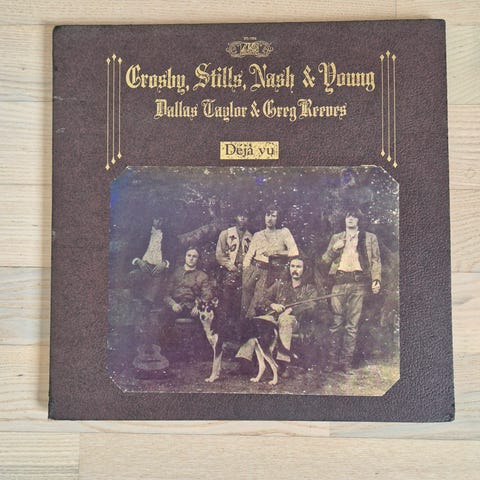 Crosby, Stills, Nash & Young
Dallas Taylor & Greg Reeves
Déjà vu